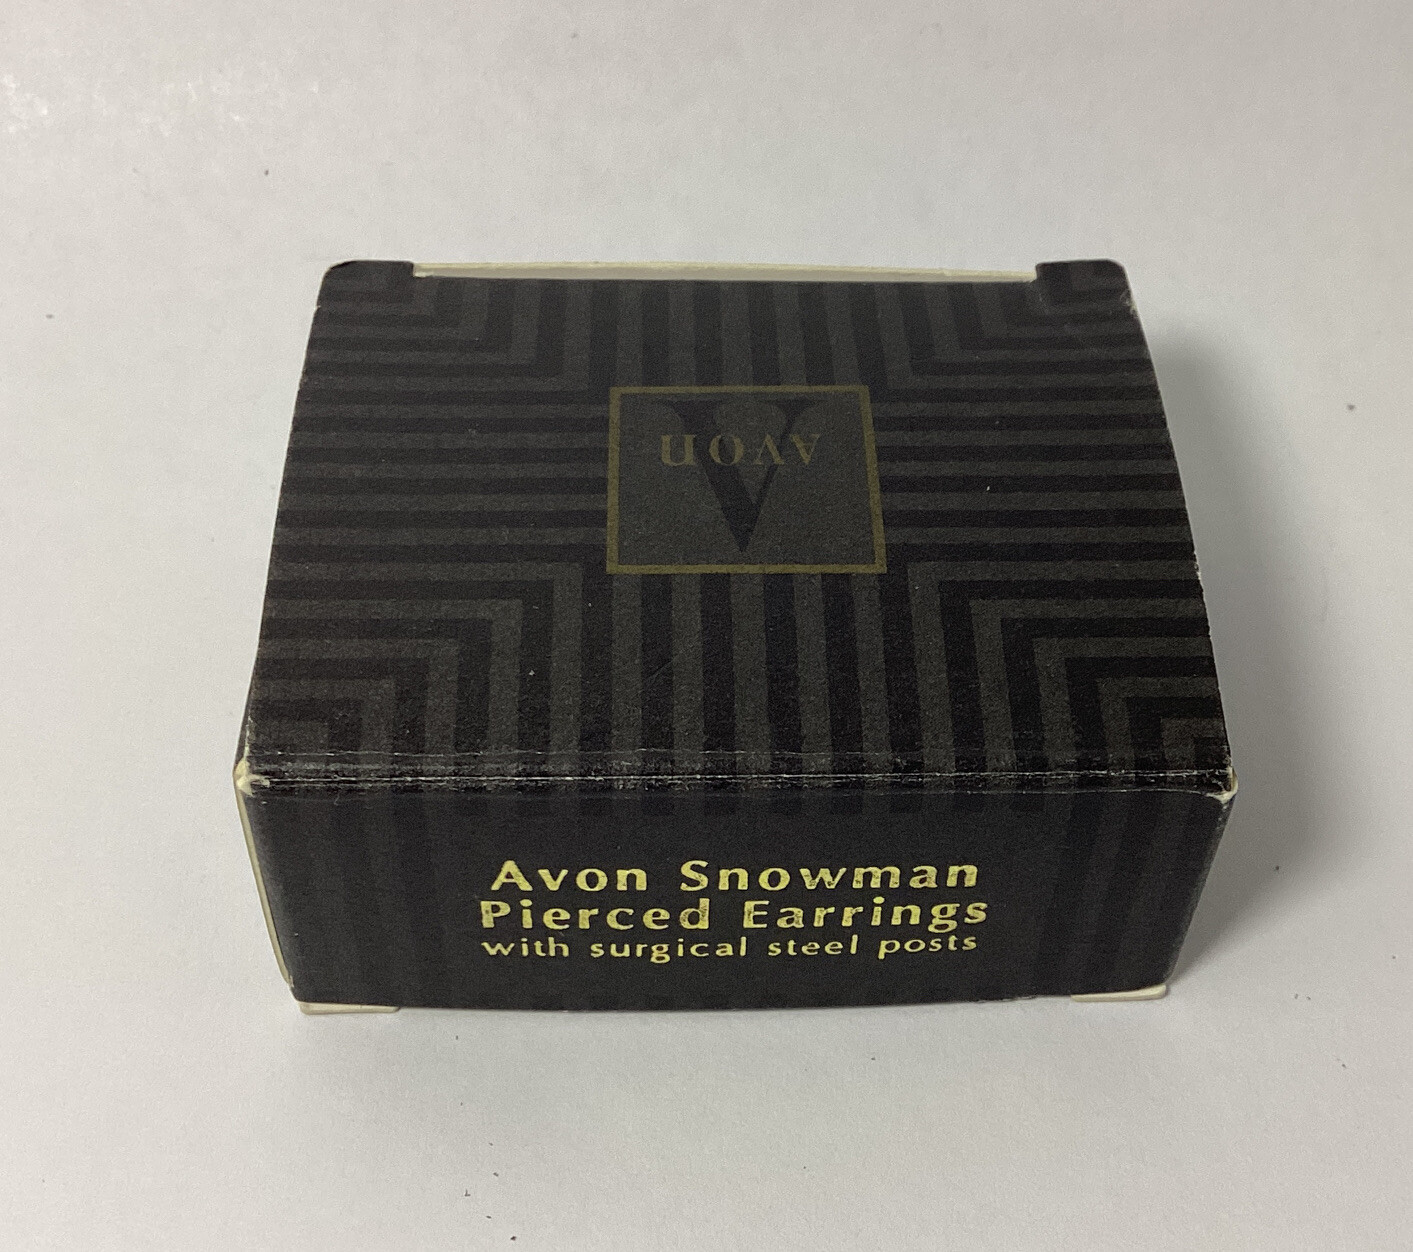 AVON
A
Avon Snowman
Pierced Earrings
with surgical steel posts